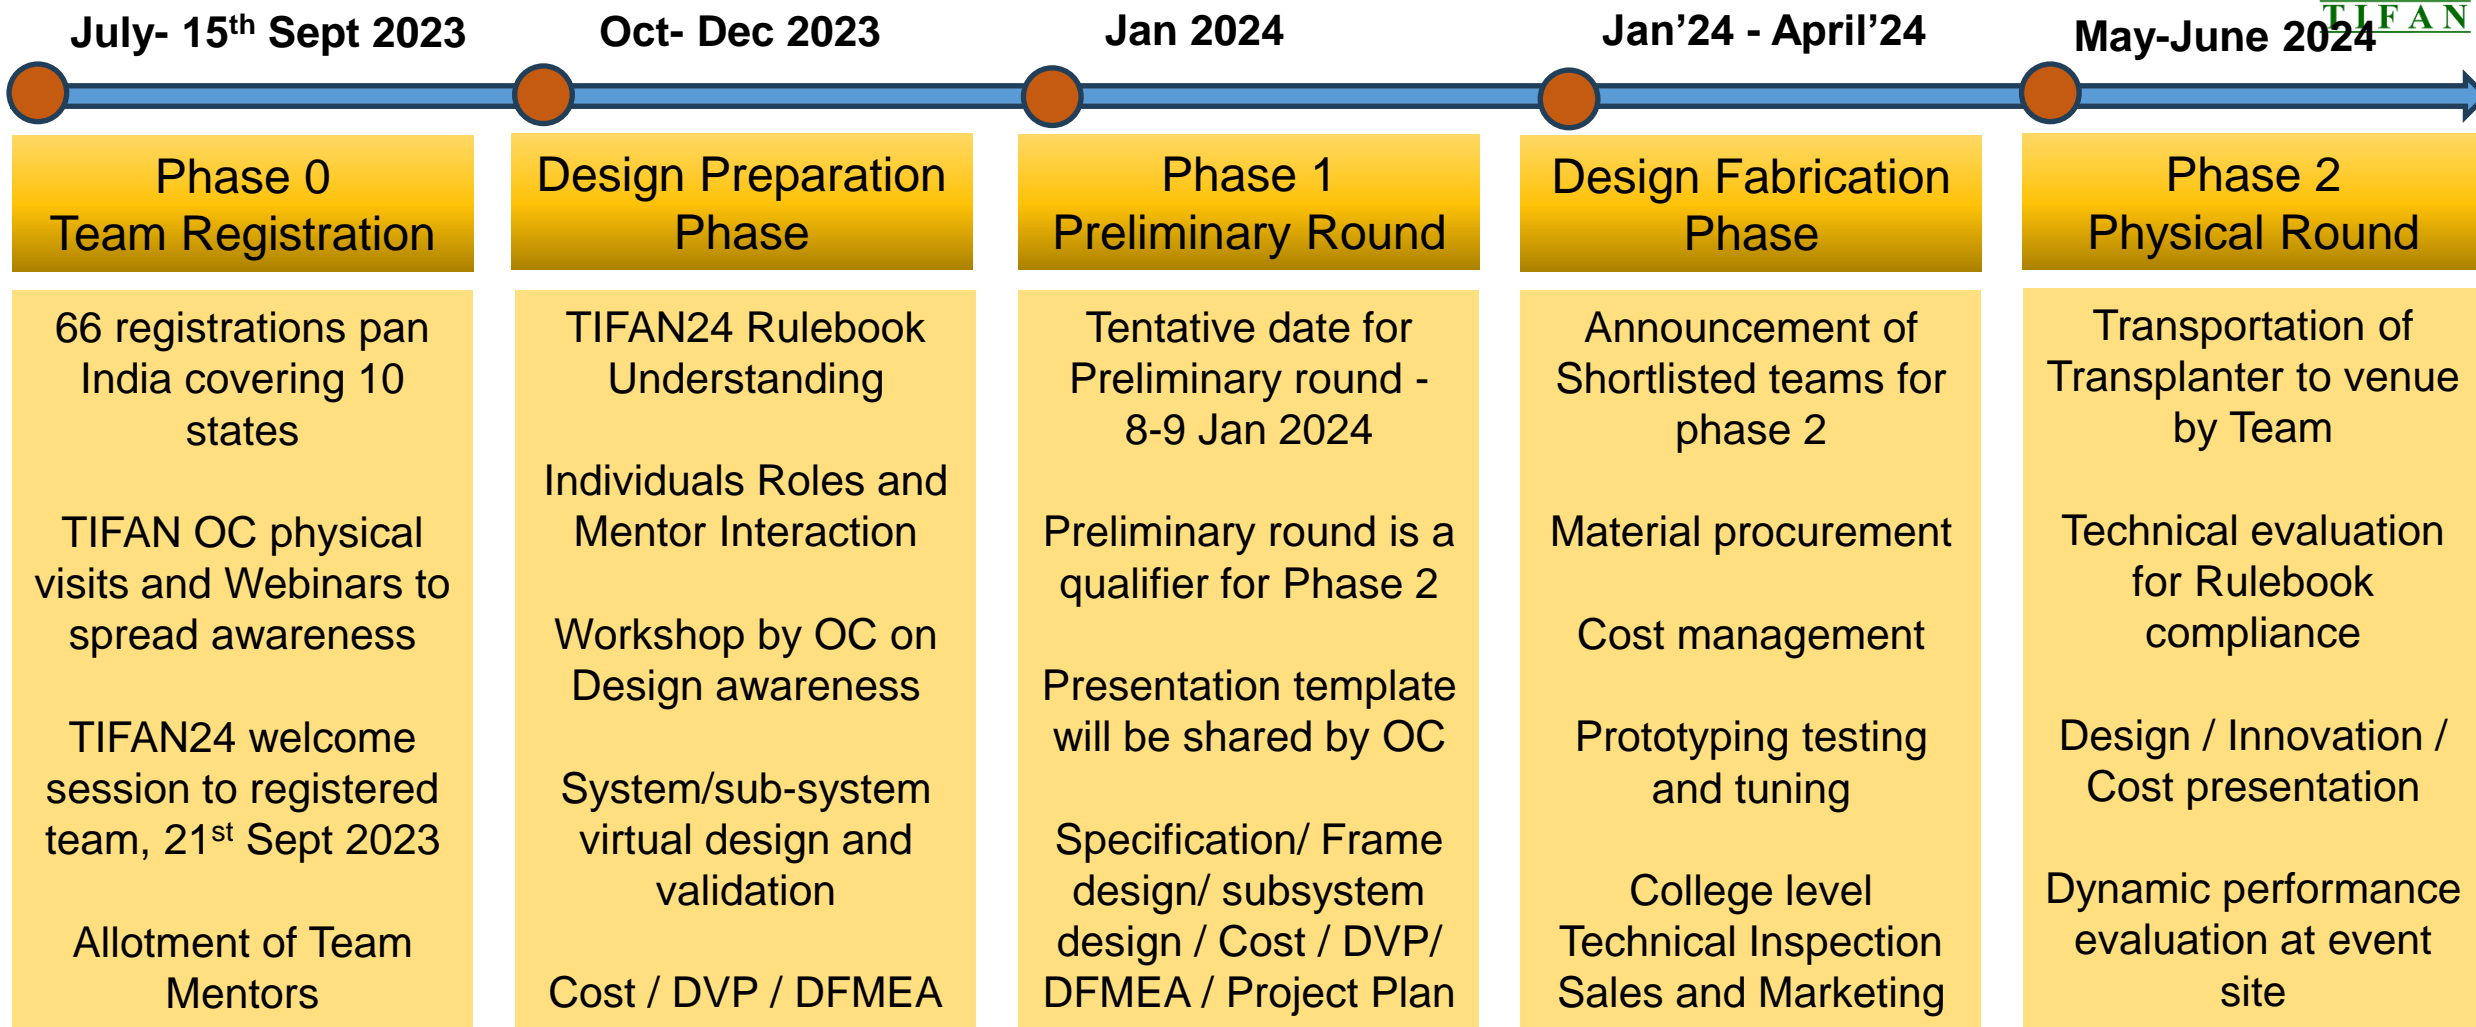 TIFAN
July- 15th Sept 2023
Oct- Dec 2023
Jan 2024
Jan’24 - April’24
May-June 2024
Phase 0
Team Registration
66 registrations pan
India covering 10
states
TIFAN OC physical
visits and Webinars to
spread awareness
TIFAN24 welcome
session to registered
team, 21st Sept 2023
Allotment of Team
Mentors
Design Preparation
Phase
TIFAN24 Rulebook
Understanding
Individuals Roles and
Mentor Interaction
Workshop by OC on
Design awareness
System/sub-system
virtual design and
validation
Cost / DVP / DFMEA
Phase 1
Preliminary Round
Tentative date for
Preliminary round -
8-9 Jan 2024
Preliminary round is a
qualifier for Phase 2
Presentation template
will be shared by OC
Specification/ Frame
design/ subsystem
design / Cost / DVP/
DFMEA / Project Plan
Design Fabrication
Phase
Announcement of
Shortlisted teams for
phase 2
Material procurement
Cost management
Prototyping testing
and tuning
College level
Technical Inspection
Sales and Marketing
Phase 2
Physical Round
Transportation of
Transplanter to venue
by Team
Technical evaluation
for Rulebook
compliance
Design / Innovation /
Cost presentation
Dynamic performance
evaluation at event
site